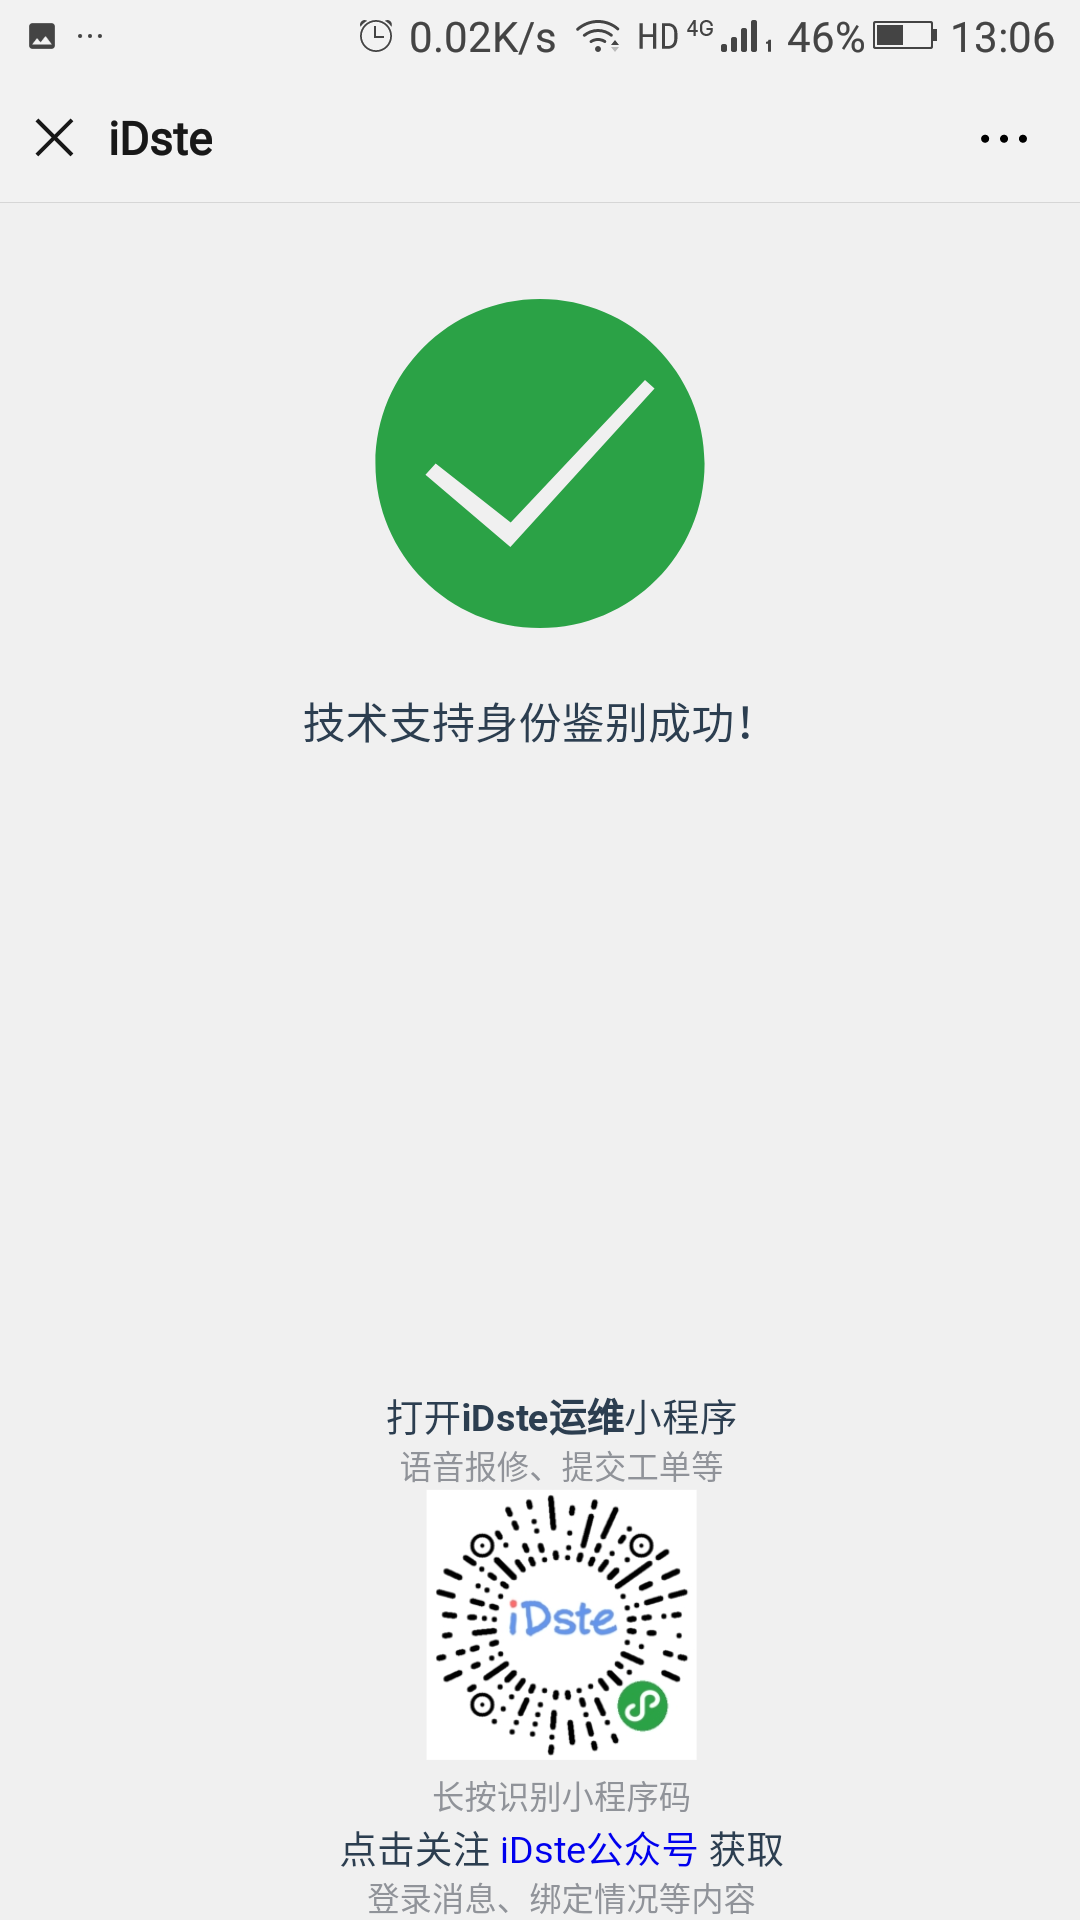 0.02K/s HD 4G 1 46% 13:06
iDste
技术支持身份鉴别成功!
打开iDste运维小程序
语音报修、提交工单等
iDste
长按识别小程序码
点击关注 iDste公众号 获取
登录消息、绑定情况等内容